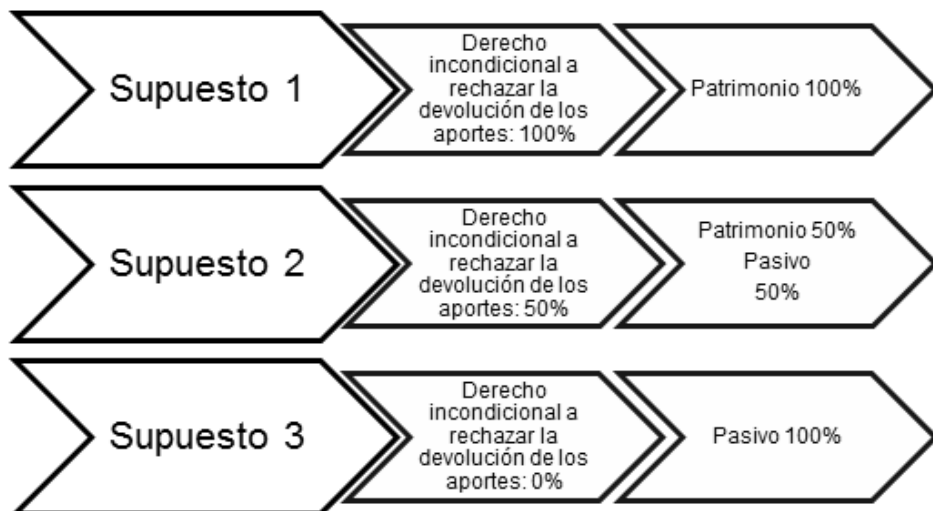 Supuesto 1
Derecho
incondicional a
rechazar la
devolución de los
aportes: 100%
Patrimonio 100%
Supuesto 2
Derecho
incondicional a
rechazar la
devolución de los
aportes: 50%
Patrimonio 50%
Pasivo
50%
Supuesto 3
Derecho
incondicional a
rechazar la
devolución de los
aportes: 0%
Pasivo 100%